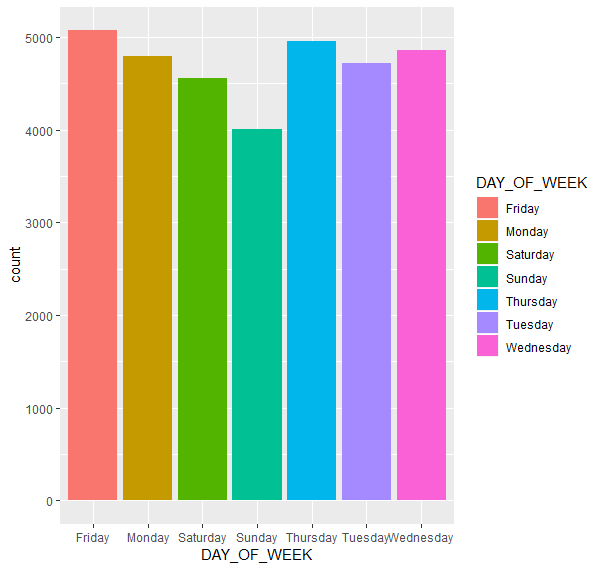 5000
4000
3000
2000
1000
0
count
Friday Monday Saturday Sunday Thursday Tuesday Wednesday
DAY_OF_WEEK
DAY_OF_WEEK
Friday
Monday
Saturday
Sunday
Thursday
Tuesday
Wednesday